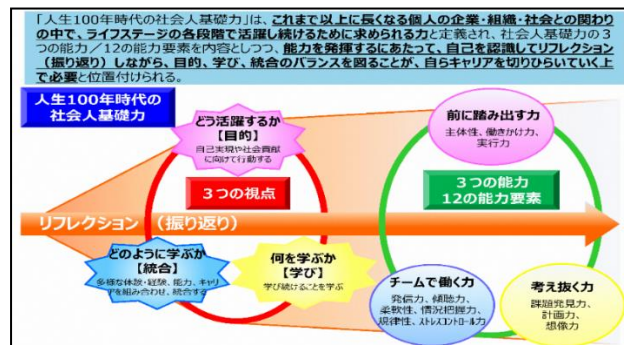 「人生100年時代の社会人基礎力」は、これまで以上に長くなる個人の企業・組織・社会との関わり
の中で、ライフステージの各段階で活躍し続けるために求められる力と定義され、社会人基礎力の３
つの能力／12の能力要素を内容としつつ、能力を発揮するにあたって、自己を認識してリフレクション
（振り返り）しながら、目的、学び、統合のバランスを図ることが、自らキャリアを切りひらいていく上
で必要と位置付けられる。
人生100年時代の
社会人基礎力
どう活躍するか
【目的】
自己実現や社会貢献
に向けて行動する
３つの視点
リフレクション　（振り返り）
どのように学ぶか
【統合】
多様な体験・経験、能力、キャリ
アを組み合わせ、統合する
何を学ぶか
【学び】
学び続けることを学ぶ
前に踏み出す力
主体性、働きかけ力、
実行力
３つの能力
12の能力要素
チームで働く力
発信力、傾聴力、
柔軟性、情況把握力、
規律性、ストレスコントロール力
考え抜く力
課題発見力、
計画力、
想像力